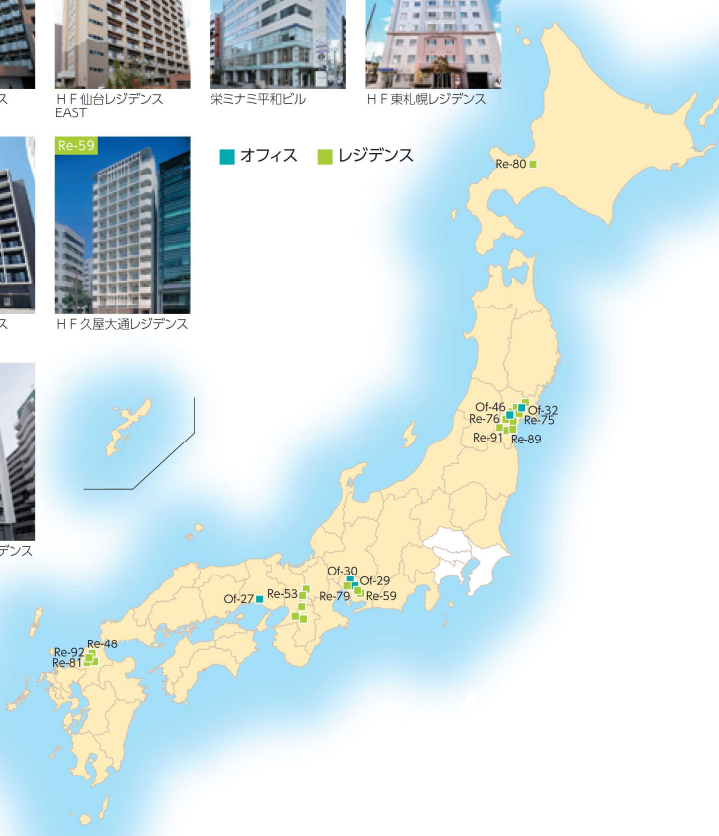 ス
ＨＦ仙台レジデンス
EAST
栄ミナミ平和ビル
ＨＦ東札幌レジデンス
Re-59
オフィス
レジデンス
Re-80
ス
ＨＦ久屋大通レジデンス
Of-46
Of-32
Re-76
Re-75
Re-91
Re-89
デンス
Of-30
Of-29
Of-27
Re-53
Re-79
Re-59
Re-48
Re-92
Re-81